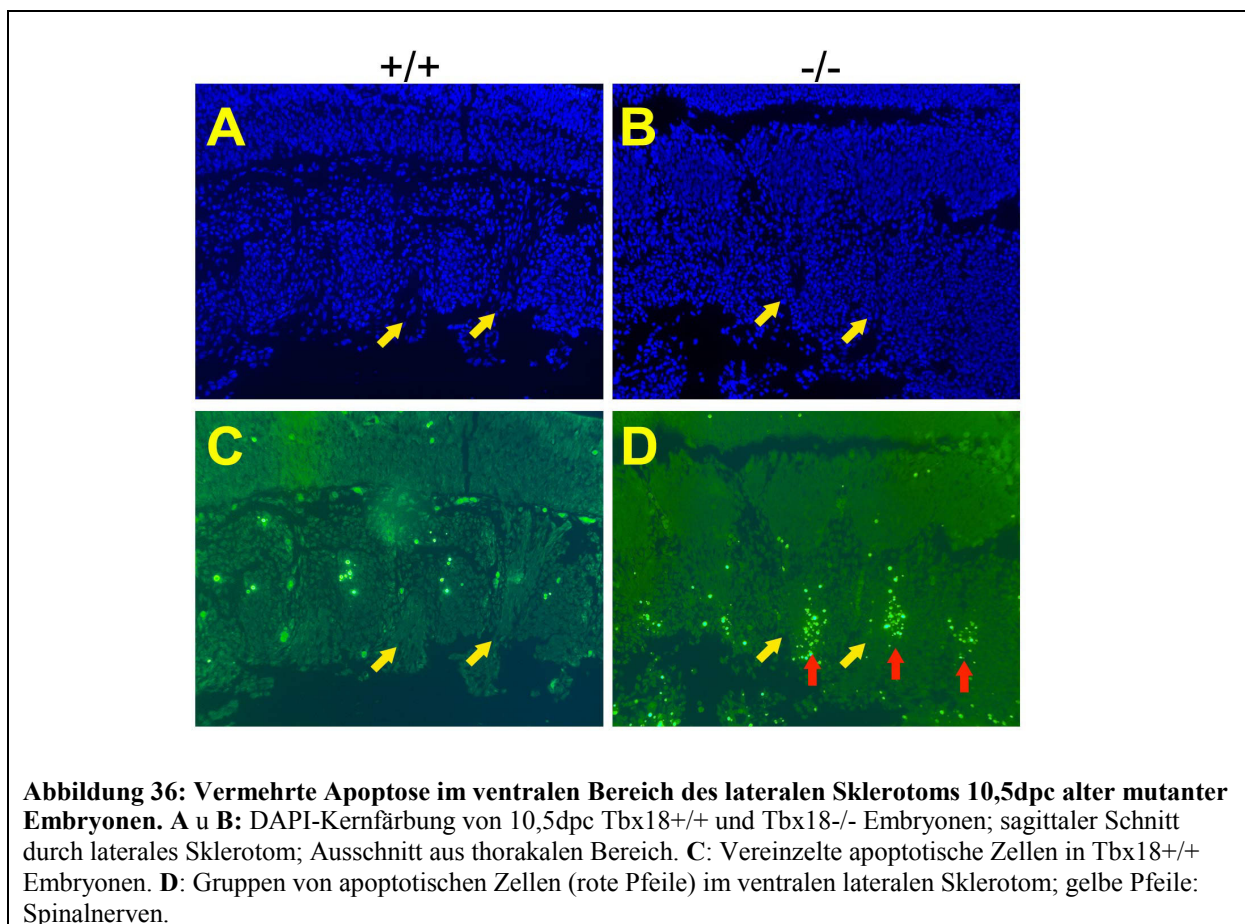 +/+ -/-
A B
C D
Abbildung 36: Vermehrte Apoptose im ventralen Bereich des lateralen Sklerotoms 10,5dpc alter mutanter
Embryonen. A u B: DAPI-Kernfärbung von 10,5dpc Tbx18+/+ und Tbx18-/- Embryonen; sagittaler Schnitt
durch laterales Sklerotom; Ausschnitt aus thorakalen Bereich. C: Vereinzelte apoptotische Zellen in Tbx18+/+
Embryonen. D: Gruppen von apoptotischen Zellen (rote Pfeile) im ventralen lateralen Sklerotom; gelbe Pfeile:
Spinalnerven.